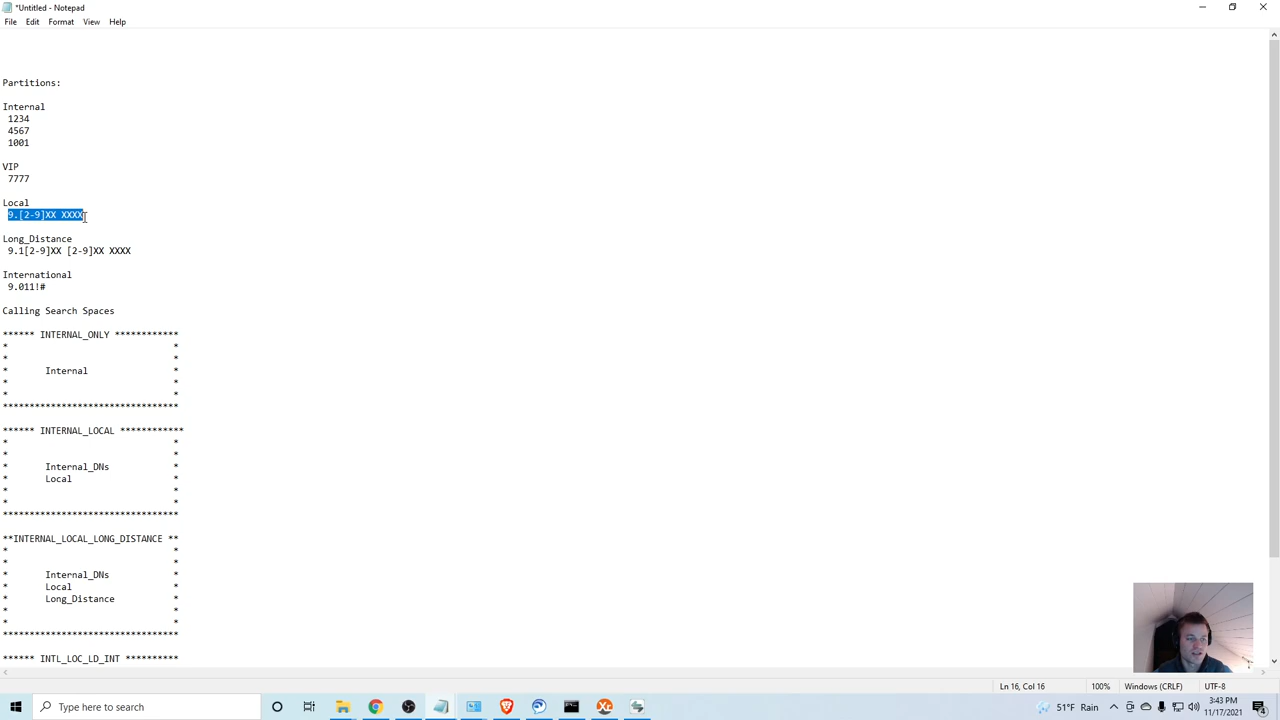 *Untitled - Notepad
File Edit Format View Help
Partitions:
Internal
1234
4567
1001
VIP
7777
Local
9.[2-9]XX XXXX
Long_Distance
9.1[2-9]XX [2-9]XX XXXX
International
9.011!#
Calling Search Spaces
****** INTERNAL_ONLY ************
* *
* *
* Internal *
* *
* *
*********************************
****** INTERNAL_LOCAL ************
* *
* *
* Internal_DNs *
* Local *
* *
* *
*********************************
**INTERNAL_LOCAL_LONG_DISTANCE **
* *
* *
* Internal_DNs *
* Local *
* Long_Distance *
* *
* *
*********************************
****** INTL_LOC_LD_INT **********
Ln 16, Col 16 100% Windows (CRLF) UTF-8
Type here to search
51°F Rain
3:43 PM
11/17/2021
4